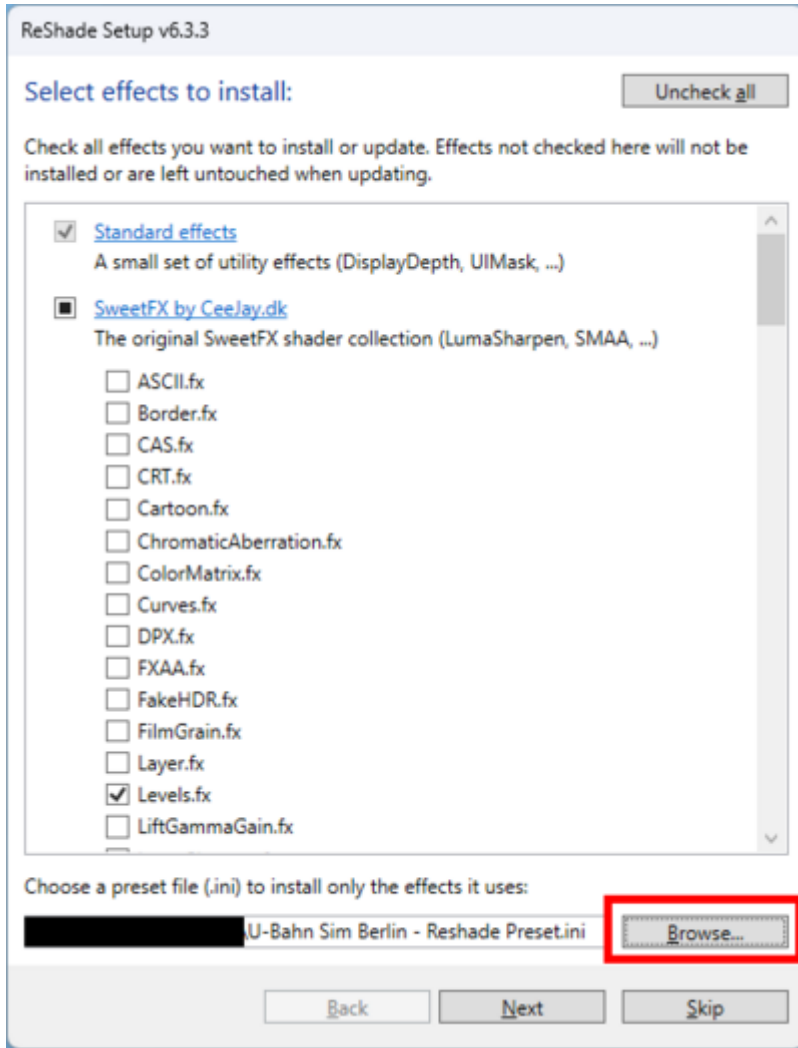 ReShade Setup v6.3.3
Select effects to install:
Uncheck all
Check all effects you want to install or update. Effects not checked here will not be
installed or are left untouched when updating.
Standard effects
A small set of utility effects (DisplayDepth, UIMask, ...)
SweetFX by CeeJay.dk
The original SweetFX shader collection (LumaSharpen, SMAA, ...)
ASCII.fx
Border.fx
CAS.fx
CRT.fx
Cartoon.fx
ChromaticAberration.fx
ColorMatrix.fx
Curves.fx
DPX.fx
FXAA.fx
FakeHDR.fx
FilmGrain.fx
Layer.fx
Levels.fx
LiftGammaGain.fx
Choose a preset file (.ini) to install only the effects it uses:
\U-Bahn Sim Berlin - Reshade Preset.ini
Browse...
Back
Next
Skip